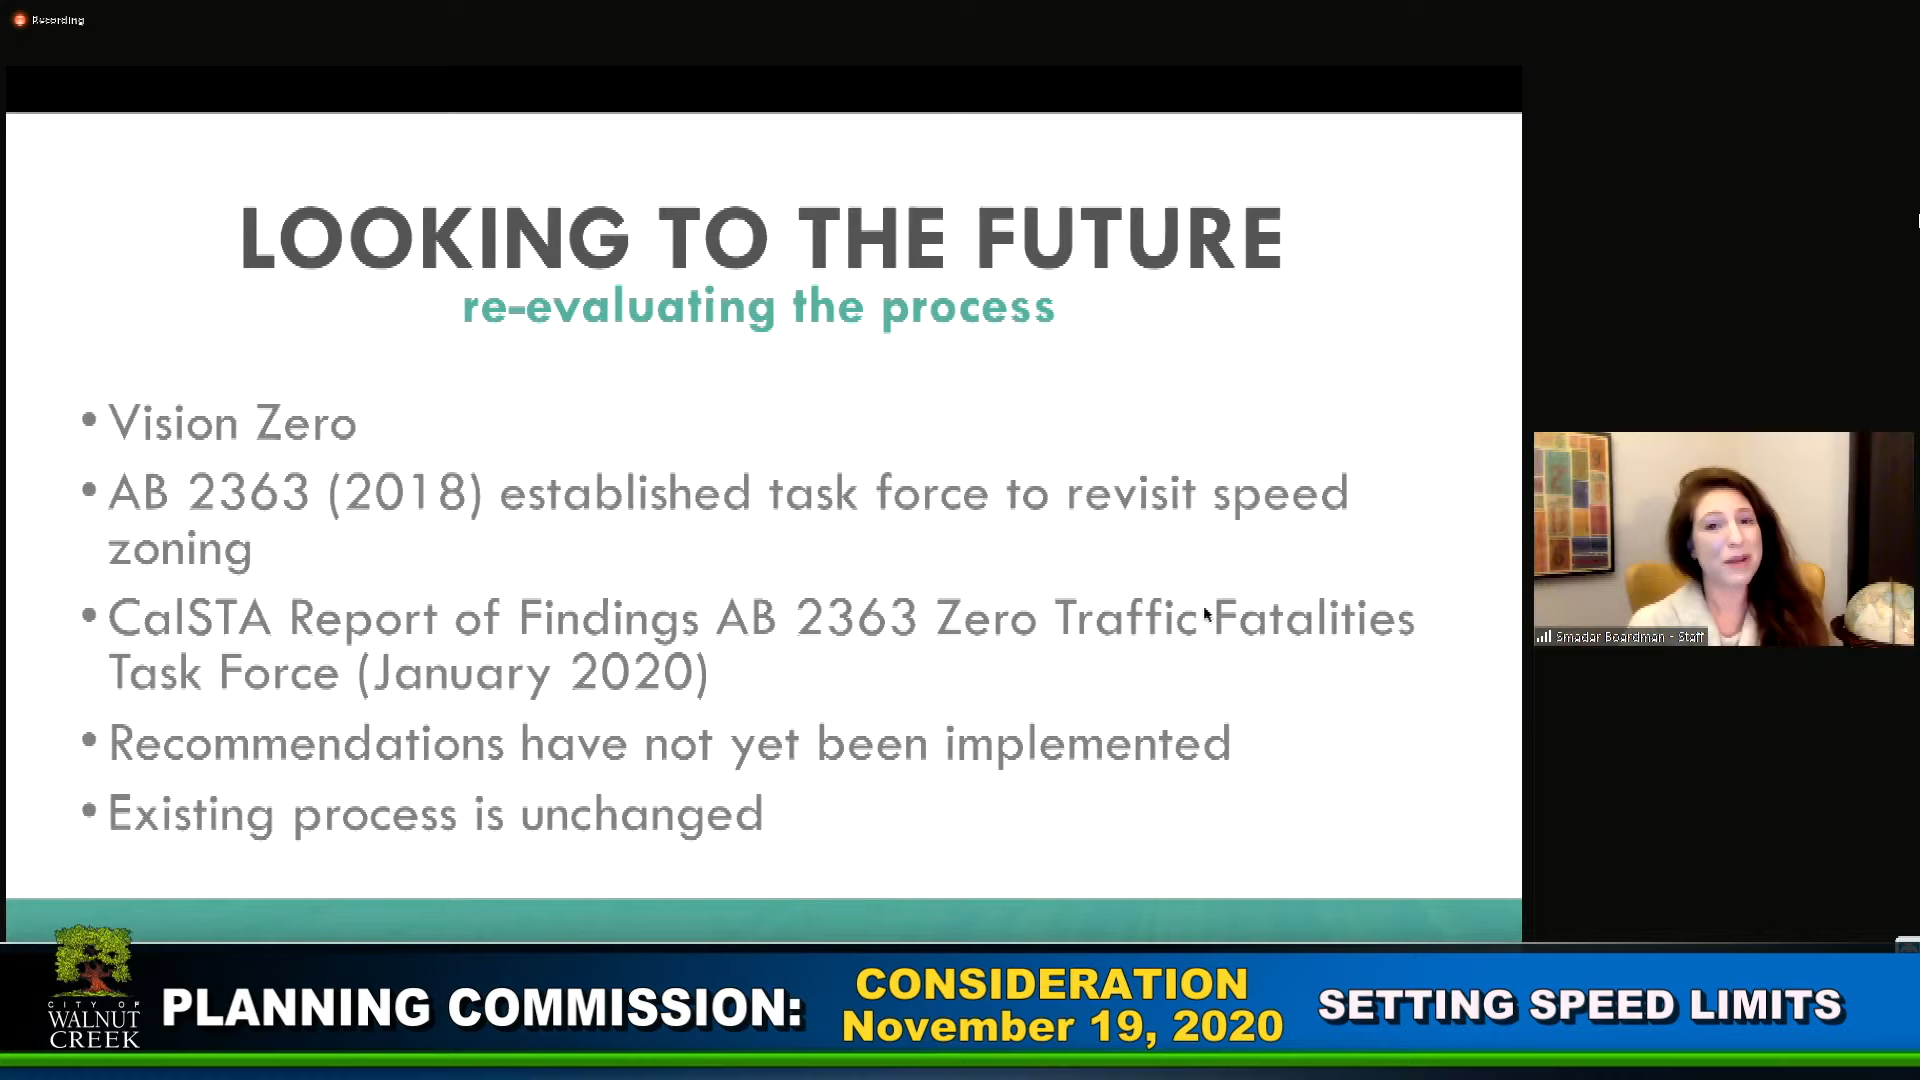 Recording
LOOKING TO THE FUTURE
re-evaluating the process
• Vision Zero
• AB 2363 (2018) established task force to revisit speed
zoning
• CalSTA Report of Findings AB 2363 Zero Traffic Fatalities
Task Force (January 2020)
• Recommendations have not yet been implemented
• Existing process is unchanged
Smadar Boardman - Staff
CITY OF
WALNUT
CREEK
PLANNING COMMISSION:
CONSIDERATION
November 19, 2020
SETTING SPEED LIMITS